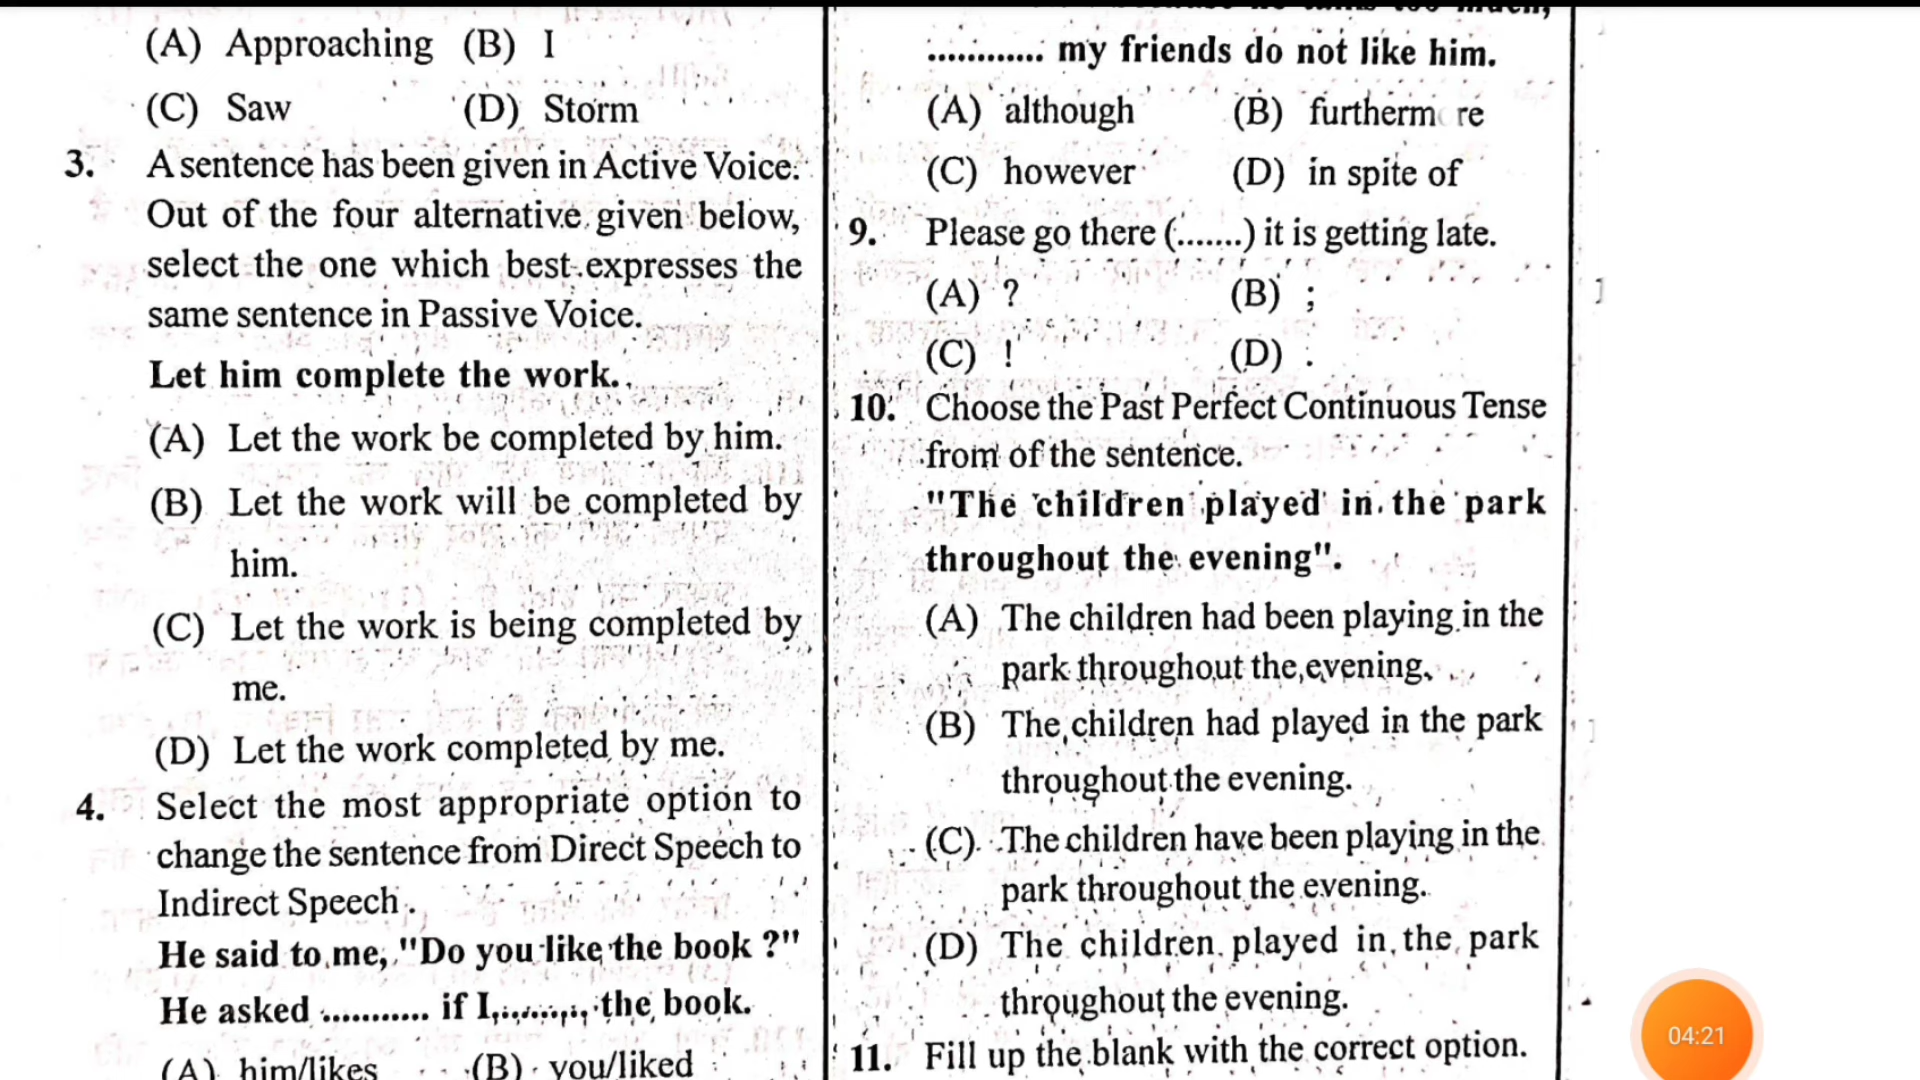 (A) Approaching (B) I
(C) Saw (D) Storm
3. A sentence has been given in Active Voice.
Out of the four alternative given below,
select the one which best expresses the
same sentence in Passive Voice.
Let him complete the work.
(A) Let the work be completed by him.
(B) Let the work will be completed by
him.
(C) Let the work is being completed by
me.
(D) Let the work completed by me.
4. Select the most appropriate option to
change the sentence from Direct Speech to
Indirect Speech.
He said to me, "Do you like the book ?"
He asked ........... if I .......... the book.
(A) him/likes (B) you/liked
too much,
............ my friends do not like him.
(A) although (B) furtherm re
(C) however (D) in spite of
9. Please go there (.......) it is getting late.
(A) ? (B) ;
(C) ! (D) .
10. Choose the Past Perfect Continuous Tense
from of the sentence.
"The children played in the park
throughout the evening".
(A) The children had been playing in the
park throughout the evening.
(B) The children had played in the park
throughout the evening.
(C) The children have been playing in the
park throughout the evening.
(D) The children played in the park
throughout the evening.
11. Fill up the blank with the correct option.
04:21